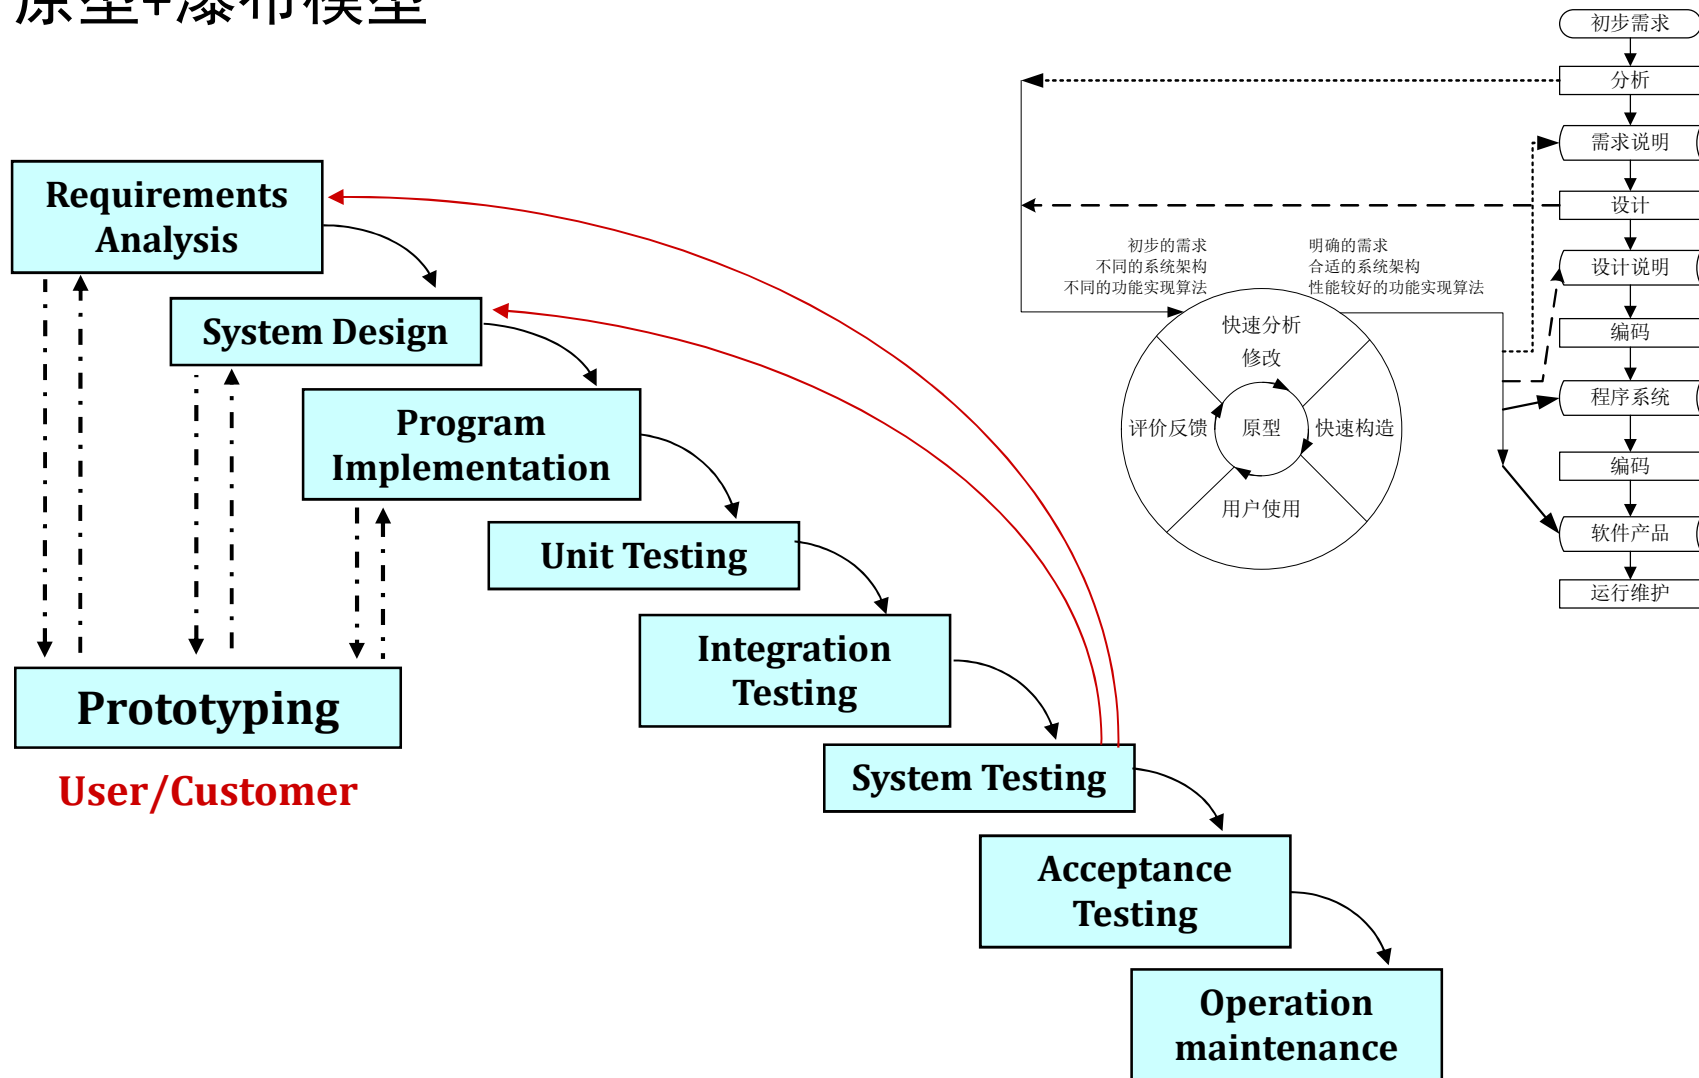 原型+瀑布模型
Requirements
Analysis
System Design
Program
Implementation
Unit Testing
Integration
Testing
System Testing
Acceptance
Testing
Operation
maintenance
Prototyping
User/Customer
初步的需求
不同的系统架构
不同的功能实现算法
明确的需求
合适的系统架构
性能较好的功能实现算法
快速分析
修改
评价反馈
原型
快速构造
用户使用
初步需求
分析
需求说明
设计
设计说明
编码
程序系统
编码
软件产品
运行维护